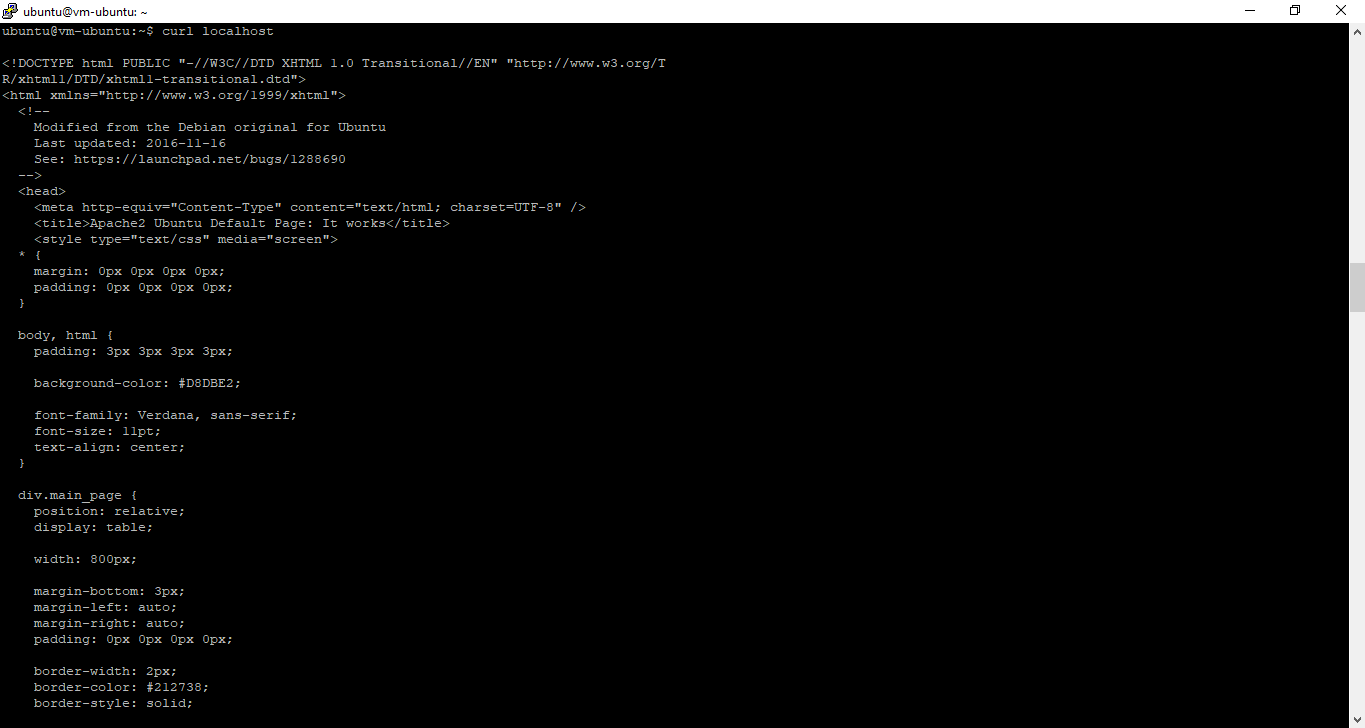 ubuntu@vm-ubuntu: ~
ubuntu@vm-ubuntu:~$ curl localhost
<!DOCTYPE html PUBLIC "-//W3C//DTD XHTML 1.0 Transitional//EN" "http://www.w3.org/T
R/xhtml1/DTD/xhtml1-transitional.dtd">
<html xmlns="http://www.w3.org/1999/xhtml">
  <!--
    Modified from the Debian original for Ubuntu
    Last updated: 2016-11-16
    See: https://launchpad.net/bugs/1288690
  -->
  <head>
    <meta http-equiv="Content-Type" content="text/html; charset=UTF-8" />
    <title>Apache2 Ubuntu Default Page: It works</title>
    <style type="text/css" media="screen">
  * {
    margin: 0px 0px 0px 0px;
    padding: 0px 0px 0px 0px;
  }
  body, html {
    padding: 3px 3px 3px 3px;
    background-color: #D8DBE2;
    font-family: Verdana, sans-serif;
    font-size: 11pt;
    text-align: center;
  }
  div.main_page {
    position: relative;
    display: table;
    width: 800px;
    margin-bottom: 3px;
    margin-left: auto;
    margin-right: auto;
    padding: 0px 0px 0px 0px;
    border-width: 2px;
    border-color: #212738;
    border-style: solid;